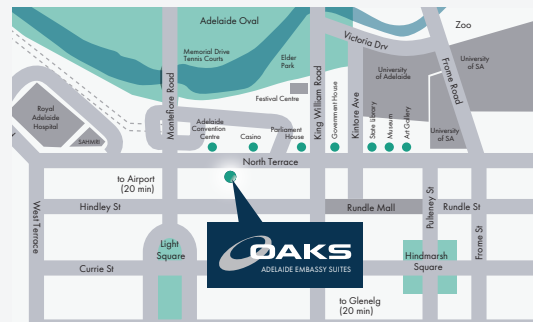 Adelaide Oval
Zoo
Victoria Drv
Memorial Drive
Tennis Courts
Elder
Park
University
of SA
University
of Adelaide
Frome Road
Montefiore Road
King William Road
Kintore Ave
Royal
Adelaide
Hospital
SAHMRI
Festival Centre
Adelaide
Convention
Centre
Casino
Parliament
House
Government House
State Library
Museum
Art Gallery
University
of SA
North Terrace
to Airport
(20 min)
West Terrace
Hindley St
Rundle Mall
Pulteney St
Rundle St
Frome St
Light
Square
OAKS
ADELAIDE EMBASSY SUITES
Hindmarsh
Square
Currie St
to Glenelg
(20 min)